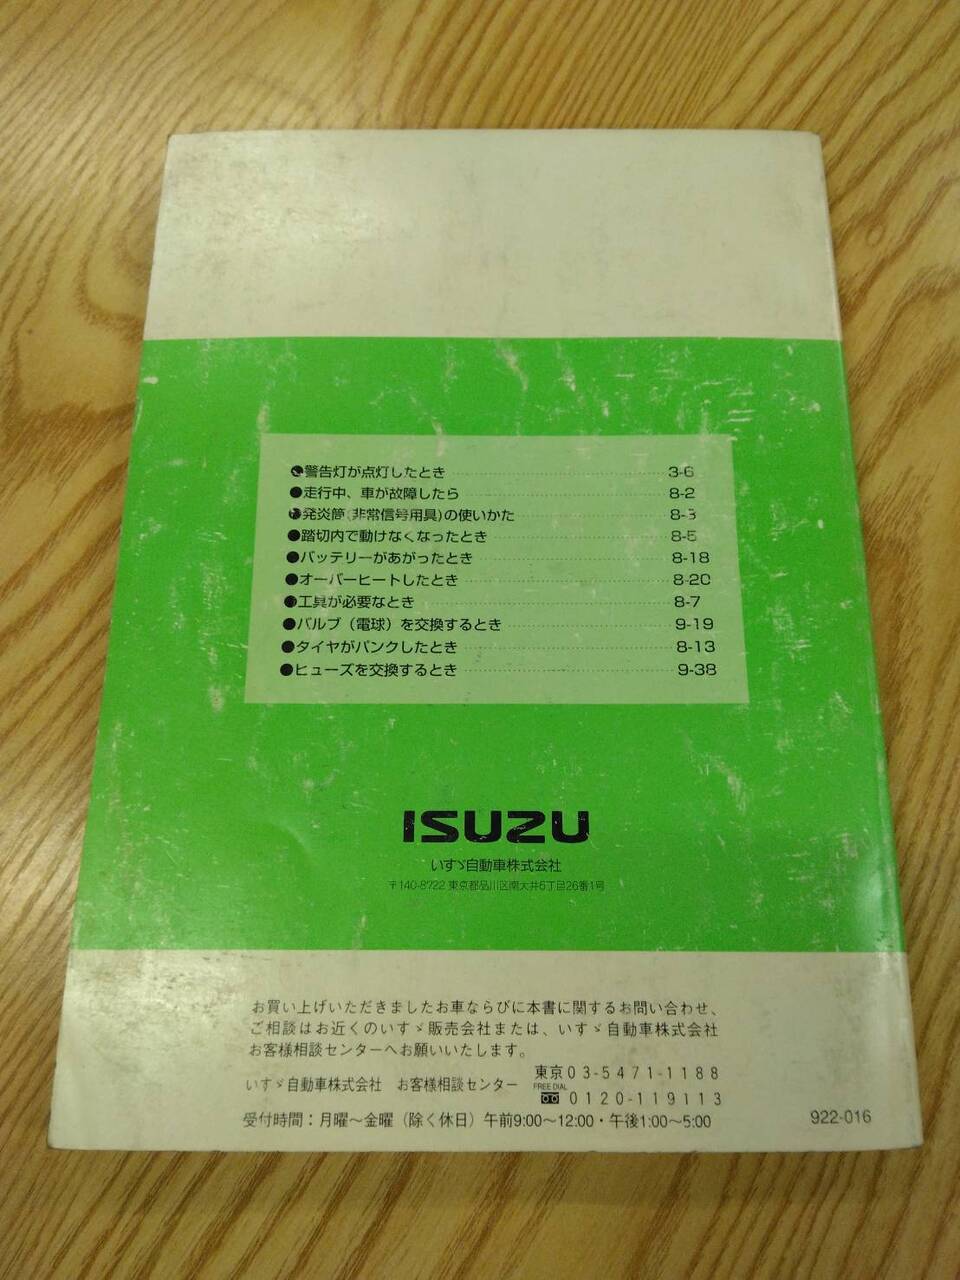 ●警告灯が点灯したとき 3-6
●走行中、車が故障したら 8-2
●発炎筒(非常信号用具)の使いかた 8-3
●踏切内で動けなくなったとき 8-5
●バッテリーがあがったとき 8-18
●オーバーヒートしたとき 8-20
●工具が必要なとき 8-7
●バルブ（電球）を交換するとき 9-19
●タイヤがパンクしたとき 8-13
●ヒューズを交換するとき 9-38
ISUZU
いすゞ自動車株式会社
〒140-8722 東京都品川区南大井6丁目26番1号
お買い上げいただきましたお車ならびに本書に関するお問い合わせ、
ご相談はお近くのいすゞ販売会社または、いすゞ自動車株式会社
お客様相談センターへお願いいたします。
いすゞ自動車株式会社 お客様相談センター
東京03-5471-1188
FREE DIAL
0120-119113
受付時間：月曜～金曜（除く休日）午前9:00～12:00・午後1:00～5:00
922-016